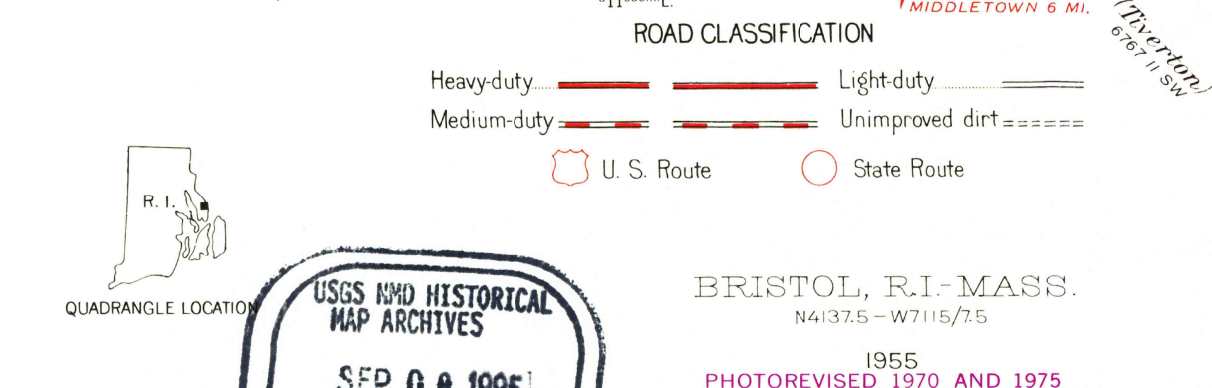 MIDDLETOWN 6 MI.
(Tiverton)
6767 II SW
ROAD CLASSIFICATION
Heavy-duty Light-duty
Medium-duty Unimproved dirt
U. S. Route State Route
R. I.
QUADRANGLE LOCATION
USGS NMD HISTORICAL
MAP ARCHIVES
BRISTOL, R.I.-MASS.
N4137.5-W7115/7.5
1955
PHOTOREVISED 1970 AND 1975